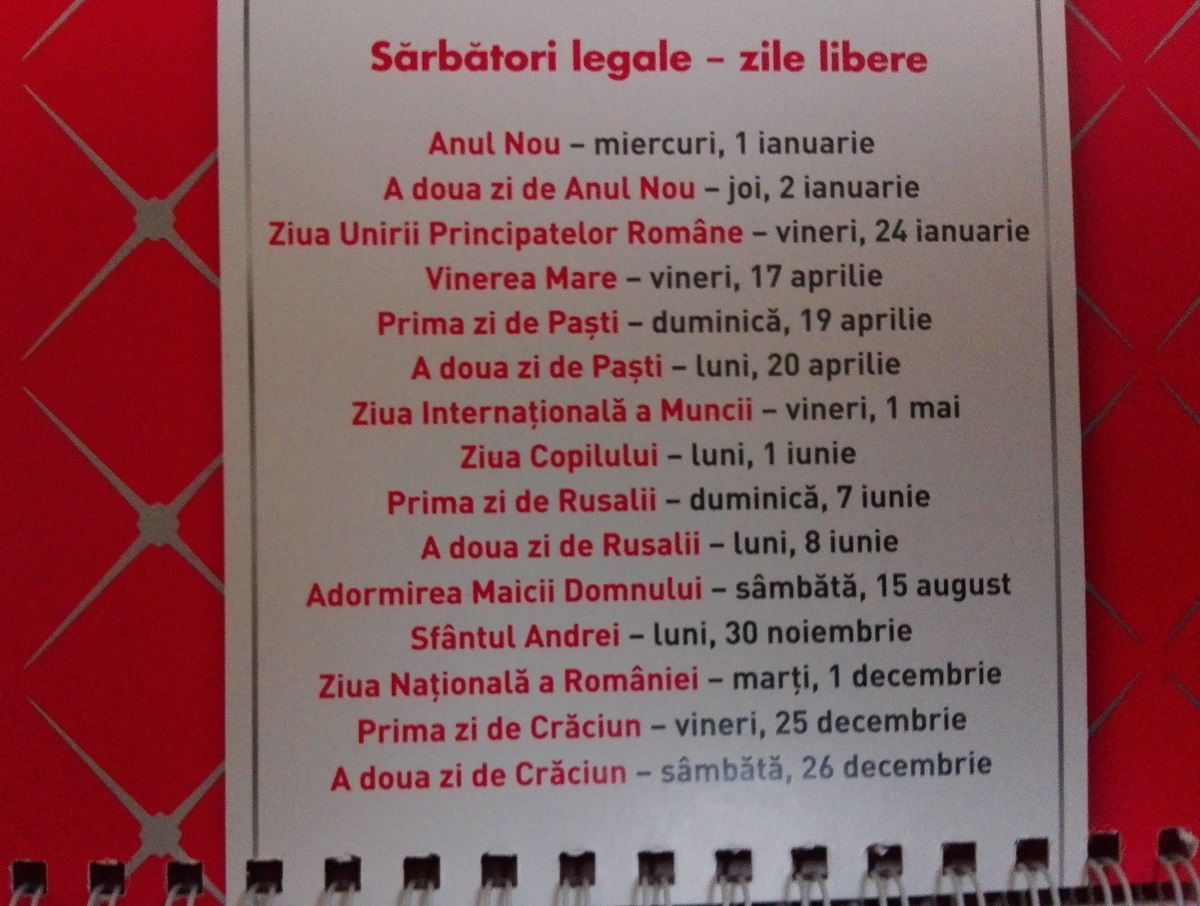 Sărbători legale – zile libere
Anul Nou – miercuri, 1 ianuarie
A doua zi de Anul Nou – joi, 2 ianuarie
Ziua Unirii Principatelor Române – vineri, 24 ianuarie
Vinerea Mare – vineri, 17 aprilie
Prima zi de Paști – duminică, 19 aprilie
A doua zi de Paști – luni, 20 aprilie
Ziua Internațională a Muncii – vineri, 1 mai
Ziua Copilului – luni, 1 iunie
Prima zi de Rusalii – duminică, 7 iunie
A doua zi de Rusalii – luni, 8 iunie
Adormirea Maicii Domnului – sâmbătă, 15 august
Sfântul Andrei – luni, 30 noiembrie
Ziua Națională a României – marți, 1 decembrie
Prima zi de Crăciun – vineri, 25 decembrie
A doua zi de Crăciun – sâmbătă, 26 decembrie